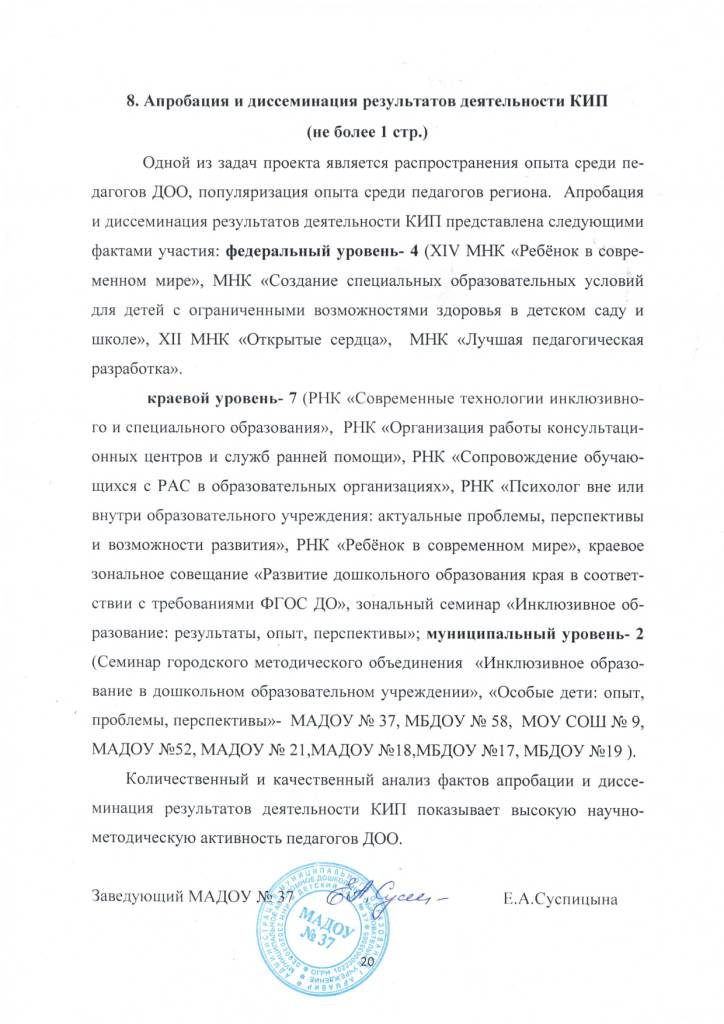 8. Апробация и диссеминация результатов деятельности КИП
(не более 1 стр.)
Одной из задач проекта является распространения опыта среди пе-
дагогов ДОО, популяризация опыта среди педагогов региона. Апробация
и диссеминация результатов деятельности КИП представлена следующими
фактами участия: федеральный уровень- 4 (XIV МНК «Ребёнок в совре-
менном мире», МНК «Создание специальных образовательных условий
для детей с ограниченными возможностями здоровья в детском саду и
школе», XII МНК «Открытые сердца», МНК «Лучшая педагогическая
разработка».
краевой уровень- 7 (РНК «Современные технологии инклюзивно-
го и специального образования», РНК «Организация работы консультаци-
онных центров и служб ранней помощи», РНК «Сопровождение обучаю-
щихся с РАС в образовательных организациях», РНК «Психолог вне или
внутри образовательного учреждения: актуальные проблемы, перспективы
и возможности развития», РНК «Ребёнок в современном мире», краевое
зональное совещание «Развитие дошкольного образования края в соответ-
ствии с требованиями ФГОС ДО», зональный семинар «Инклюзивное об-
разование: результаты, опыт, перспективы»; муниципальный уровень- 2
(Семинар городского методического объединения «Инклюзивное образо-
вание в дошкольном образовательном учреждении», «Особые дети: опыт,
проблемы, перспективы»- МАДОУ № 37, МБДОУ № 58, МОУ СОШ № 9,
МАДОУ №52, МАДОУ № 21,МАДОУ №18,МБДОУ №17, МБДОУ №19 ).
Количественный и качественный анализ фактов апробации и диссе-
минация результатов деятельности КИП показывает высокую научно-
методическую активность педагогов ДОО.
Заведующий МАДОУ № 37 Е.А.Суспицына
МАДОУ
№ 37
20